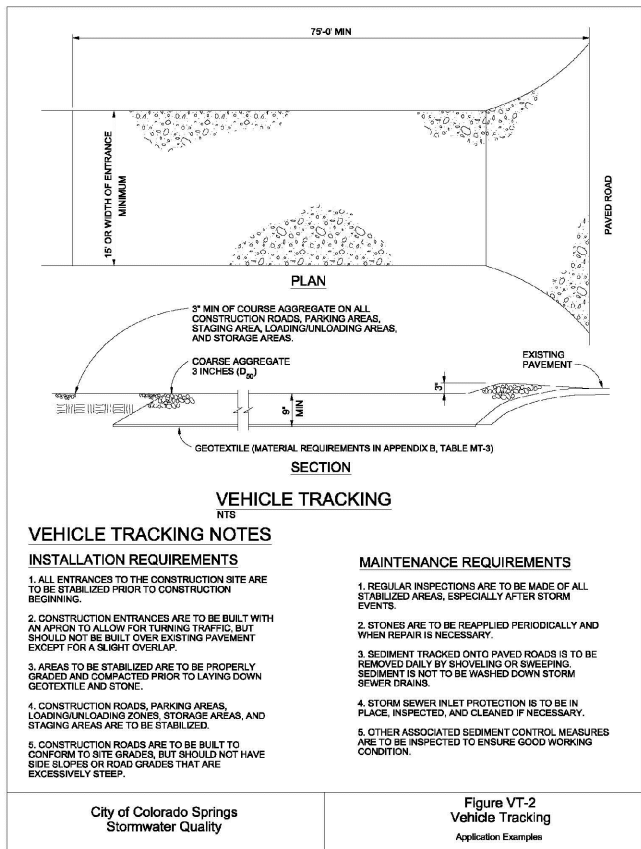 75'-0' MIN
15' OR WIDTH OF ENTRANCE
MINIMUM
PAVED ROAD
PLAN
3" MIN OF COURSE AGGREGATE ON ALL
CONSTRUCTION ROADS, PARKING AREAS,
STAGING AREA, LOADING/UNLOADING AREAS,
AND STORAGE AREAS.
COARSE AGGREGATE
3 INCHES (D50)
EXISTING
PAVEMENT
3"
9"
MIN
GEOTEXTILE (MATERIAL REQUIREMENTS IN APPENDIX B, TABLE MT-3)
SECTION
VEHICLE TRACKING
NTS
VEHICLE TRACKING NOTES
INSTALLATION REQUIREMENTS
1. ALL ENTRANCES TO THE CONSTRUCTION SITE ARE
TO BE STABILIZED PRIOR TO CONSTRUCTION
BEGINNING.
2. CONSTRUCTION ENTRANCES ARE TO BE BUILT WITH
AN APRON TO ALLOW FOR TURNING TRAFFIC, BUT
SHOULD NOT BE BUILT OVER EXISTING PAVEMENT
EXCEPT FOR A SLIGHT OVERLAP.
3. AREAS TO BE STABILIZED ARE TO BE PROPERLY
GRADED AND COMPACTED PRIOR TO LAYING DOWN
GEOTEXTILE AND STONE.
4. CONSTRUCTION ROADS, PARKING AREAS,
LOADING/UNLOADING ZONES, STORAGE AREAS, AND
STAGING AREAS ARE TO BE STABILIZED.
5. CONSTRUCTION ROADS ARE TO BE BUILT TO
CONFORM TO SITE GRADES, BUT SHOULD NOT HAVE
SIDE SLOPES OR ROAD GRADES THAT ARE
EXCESSIVELY STEEP.
MAINTENANCE REQUIREMENTS
1. REGULAR INSPECTIONS ARE TO BE MADE OF ALL
STABILIZED AREAS, ESPECIALLY AFTER STORM
EVENTS.
2. STONES ARE TO BE REAPPLIED PERIODICALLY AND
WHEN REPAIR IS NECESSARY.
3. SEDIMENT TRACKED ONTO PAVED ROADS IS TO BE
REMOVED DAILY BY SHOVELING OR SWEEPING.
SEDIMENT IS NOT TO BE WASHED DOWN STORM
SEWER DRAINS.
4. STORM SEWER INLET PROTECTION IS TO BE IN
PLACE, INSPECTED, AND CLEANED IF NECESSARY.
5. OTHER ASSOCIATED SEDIMENT CONTROL MEASURES
ARE TO BE INSPECTED TO ENSURE GOOD WORKING
CONDITION.
City of Colorado Springs
Stormwater Quality
Figure VT-2
Vehicle Tracking
Application Examples